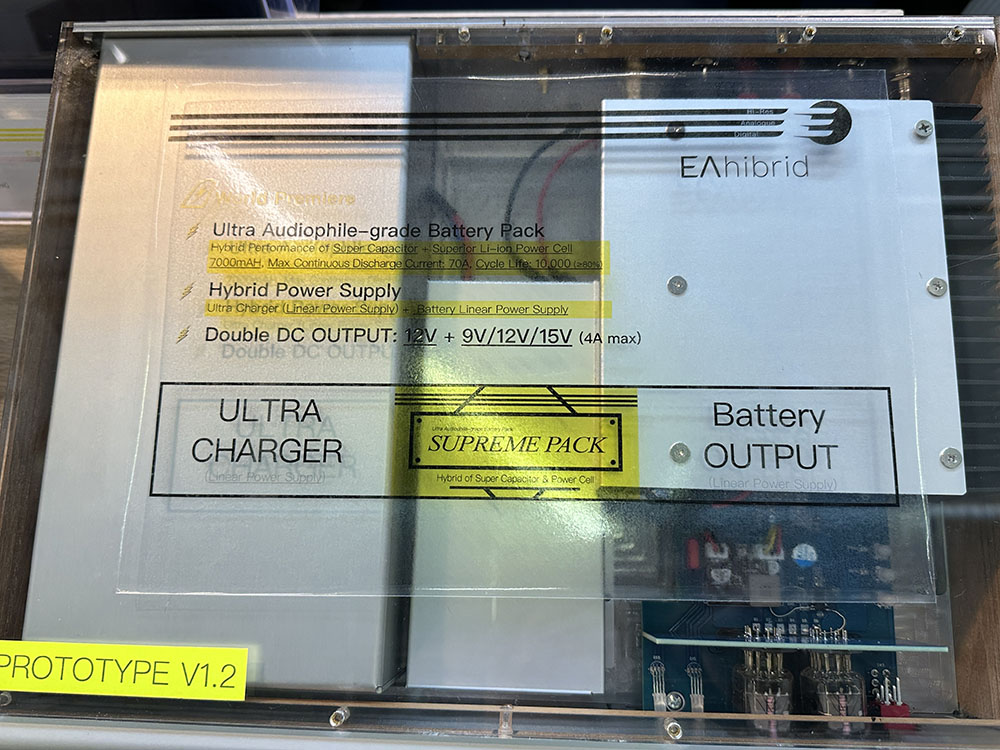 Hi-Res
Analogue
Digital
EΛhibrid
World Premiere
Ultra Audiophile-grade Battery Pack
Hybrid Performance of Super Capacitor + Superior Li-ion Power Cell
7000mAH, Max Continuous Discharge Current: 70A, Cycle Life: 10,000 (≥80%)
Hybrid Power Supply
Ultra Charger (Linear Power Supply) + Battery Linear Power Supply
Double DC OUTPUT: 12V + 9V/12V/15V (4A max)
ULTRA
CHARGER
(Linear Power Supply)
Ultra Audiophile-grade Battery Pack
SUPREME PACK
Hybrid of Super Capacitor & Power Cell
Battery
OUTPUT
(Linear Power Supply)
PROTOTYPE V1.2